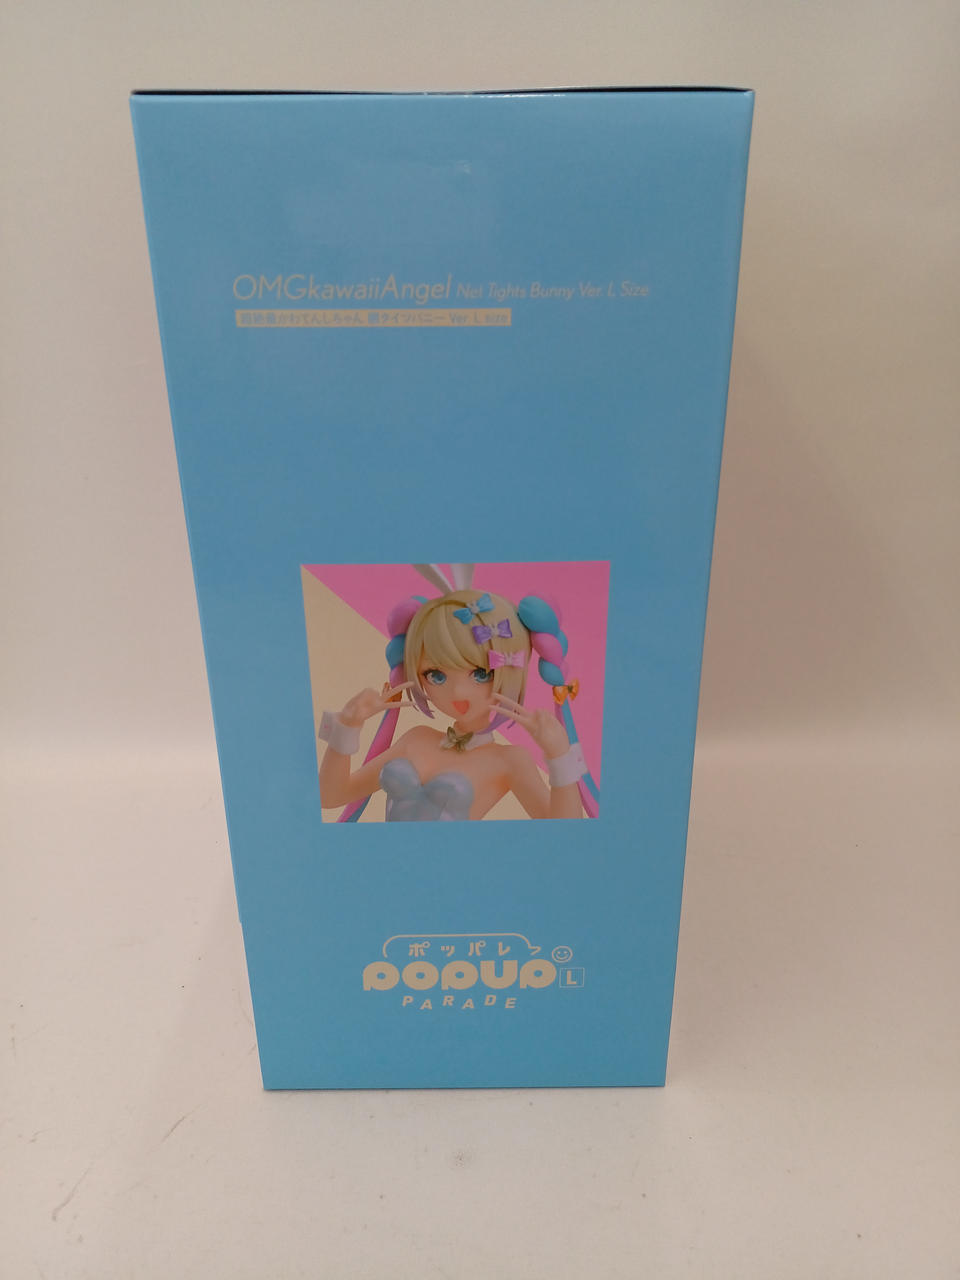 OMGkawaiiAngel Net Tights Bunny Ver. L Size
超絶最かわてんしちゃん 網タイツバニー Ver. L size
ポッパレ
POPUP L
PARADE